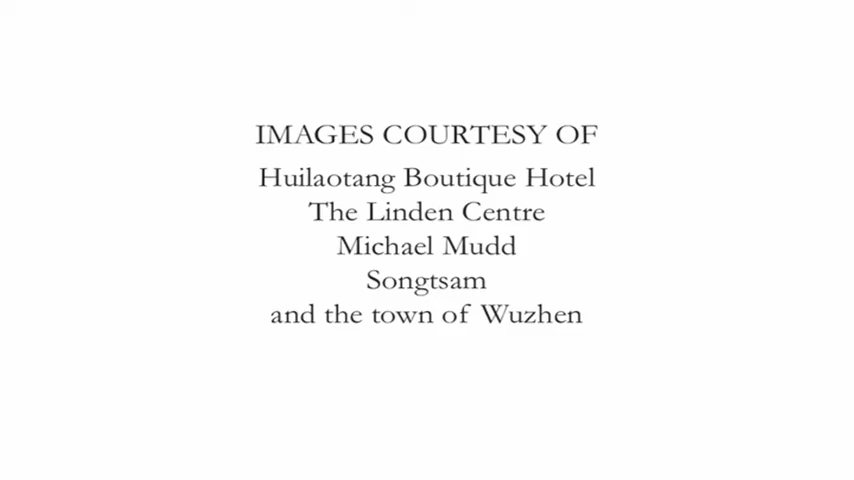 IMAGES COURTESY OF
Huilaotang Boutique Hotel
The Linden Centre
Michael Mudd
Songtsam
and the town of Wuzhen